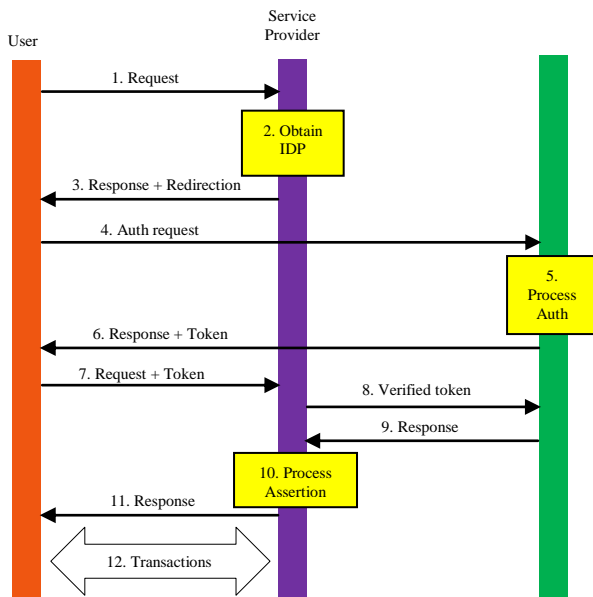 Service
Provider
User
1. Request
2. Obtain
IDP
3. Response + Redirection
4. Auth request
5.
Process
Auth
6. Response + Token
7. Request + Token
8. Verified token
9. Response
10. Process
Assertion
11. Response
12. Transactions